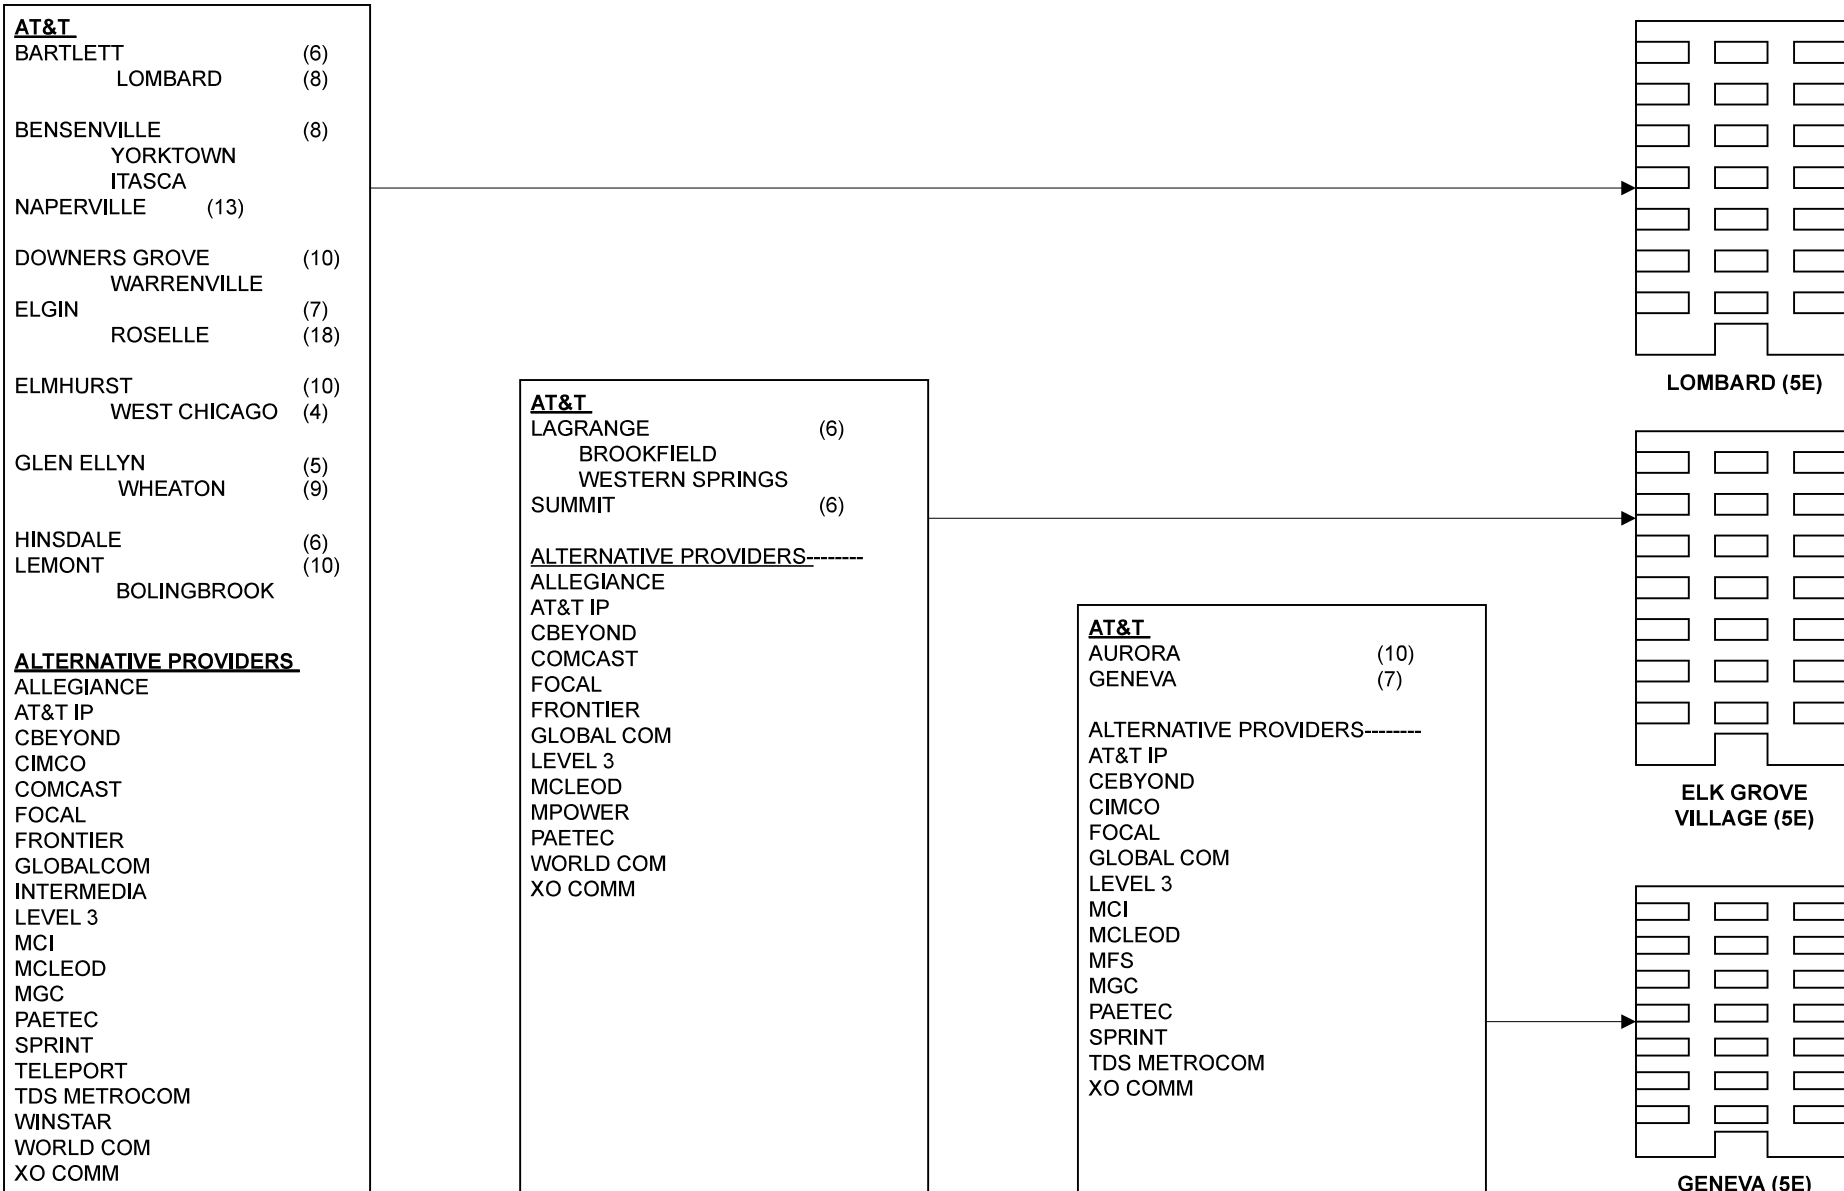 AT&T
BARTLETT (6)
LOMBARD (8)
BENSENVILLE (8)
YORKTOWN
ITASCA
NAPERVILLE (13)
DOWNERS GROVE (10)
WARRENVILLE
ELGIN (7)
ROSELLE (18)
ELMHURST (10)
WEST CHICAGO (4)
GLEN ELLYN (5)
WHEATON (9)
HINSDALE (6)
LEMONT (10)
BOLINGBROOK
ALTERNATIVE PROVIDERS
ALLEGIANCE
AT&T IP
CBEYOND
CIMCO
COMCAST
FOCAL
FRONTIER
GLOBALCOM
INTERMEDIA
LEVEL 3
MCI
MCLEOD
MGC
PAETEC
SPRINT
TELEPORT
TDS METROCOM
WINSTAR
WORLD COM
XO COMM
AT&T
LAGRANGE (6)
BROOKFIELD
WESTERN SPRINGS
SUMMIT (6)
ALTERNATIVE PROVIDERS--------
ALLEGIANCE
AT&T IP
CBEYOND
COMCAST
FOCAL
FRONTIER
GLOBAL COM
LEVEL 3
MCLEOD
MPOWER
PAETEC
WORLD COM
XO COMM
AT&T
AURORA (10)
GENEVA (7)
ALTERNATIVE PROVIDERS--------
AT&T IP
CEBYOND
CIMCO
FOCAL
GLOBAL COM
LEVEL 3
MCI
MCLEOD
MFS
MGC
PAETEC
SPRINT
TDS METROCOM
XO COMM
LOMBARD (5E)
ELK GROVE
VILLAGE (5E)
GENEVA (5E)